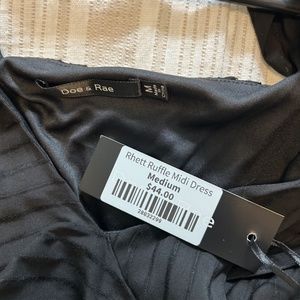 Doe & Rae
M
Rhett Ruffle Midi Dress
Medium
$44.00